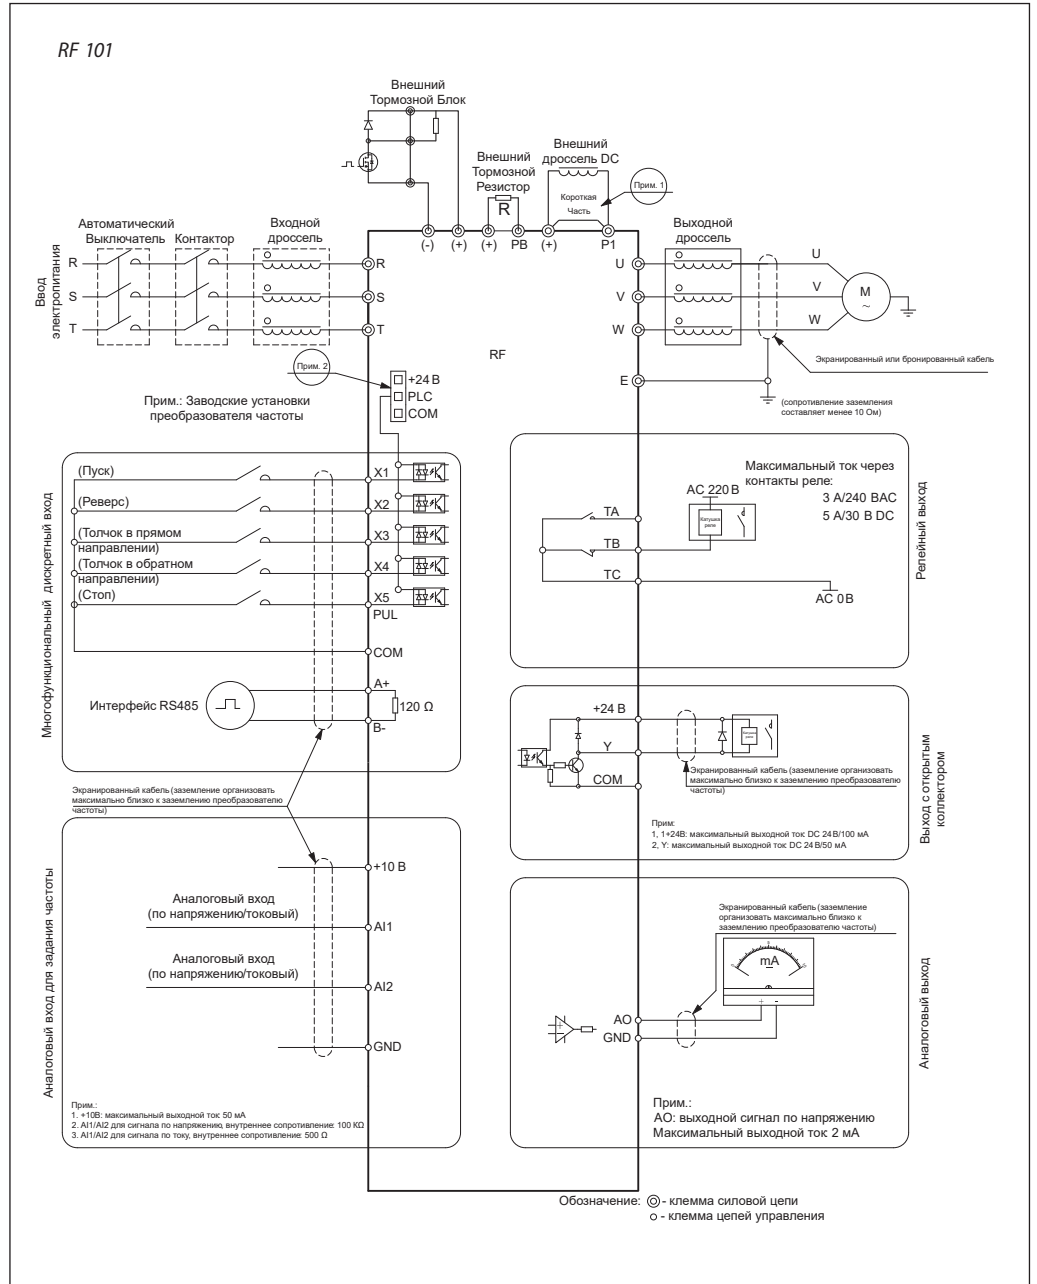 RF 101
Внешний
Тормозной Блок
Внешний
Тормозной
Резистор
R
Внешний
дроссель DC
Короткая
Часть
Прим. 1
Автоматический
Выключатель
Контактор
Входной
дроссель
Выходной
дроссель
(-)
(+)
(+)
PB
(+)
P1
Ввод
электропитания
R
S
T
R
S
T
U
V
W
U
V
W
M
~
RF
Экранированный или бронированный кабель
E
(сопротивление заземления
составляет менее 10 Ом)
Прим. 2
+24 В
PLC
COM
Прим.: Заводские установки
преобразователя частоты
Многофункциональный дискретный вход
(Пуск)
X1
(Реверс)
X2
(Толчок в прямом
направлении)
X3
(Толчок в обратном
направлении)
X4
(Стоп)
X5
PUL
COM
Интерфейс RS485
A+
120 Ω
B-
Экранированный кабель (заземление организовать
максимально близко к заземлению преобразователю
частоты)
Аналоговый вход для задания частоты
+10 В
Аналоговый вход
(по напряжению/токовый)
AI1
Аналоговый вход
(по напряжению/токовый)
AI2
GND
Прим.:
1. +10В: максимальный выходной ток: 50 мА
2. AI1/AI2 для сигнала по напряжению, внутреннее сопротивление: 100 KΩ
3. AI1/AI2 для сигнала по току, внутреннее сопротивление: 500 Ω
Релейный выход
Максимальный ток через
контакты реле:
3 А/240 ВАС
5 А/30 В DC
AC 220 В
Катушка
реле
TA
TB
TC
AC 0 В
Выход с открытым
коллектором
+24 В
Y
COM
Катушка
реле
Экранированный кабель (заземление организовать
максимально близко к заземлению преобразователю
частоты)
Прим:
1, 1+24В: максимальный выходной ток: DC 24 В/100 мА
2, Y: максимальный выходной ток: DC 24 В/50 мА
Аналоговый выход
Экранированный кабель (заземление
организовать максимально близко к
заземлению преобразователю частоты)
mA
+ -
AO
GND
Прим.:
AO: выходной сигнал по напряжению
Максимальный выходной ток: 2 мА
Обозначение: - клемма силовой цепи
- клемма цепей управления